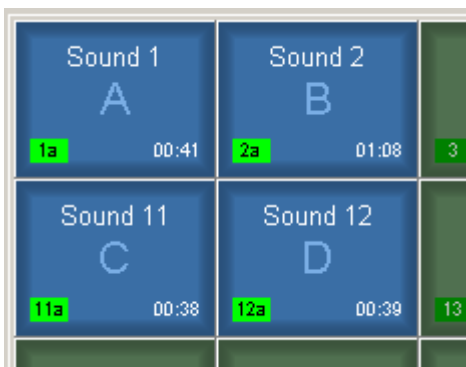 Sound 1
A
1a 00:41
Sound 2
B
2a 01:08
3
Sound 11
C
11a 00:38
Sound 12
D
12a 00:39
13